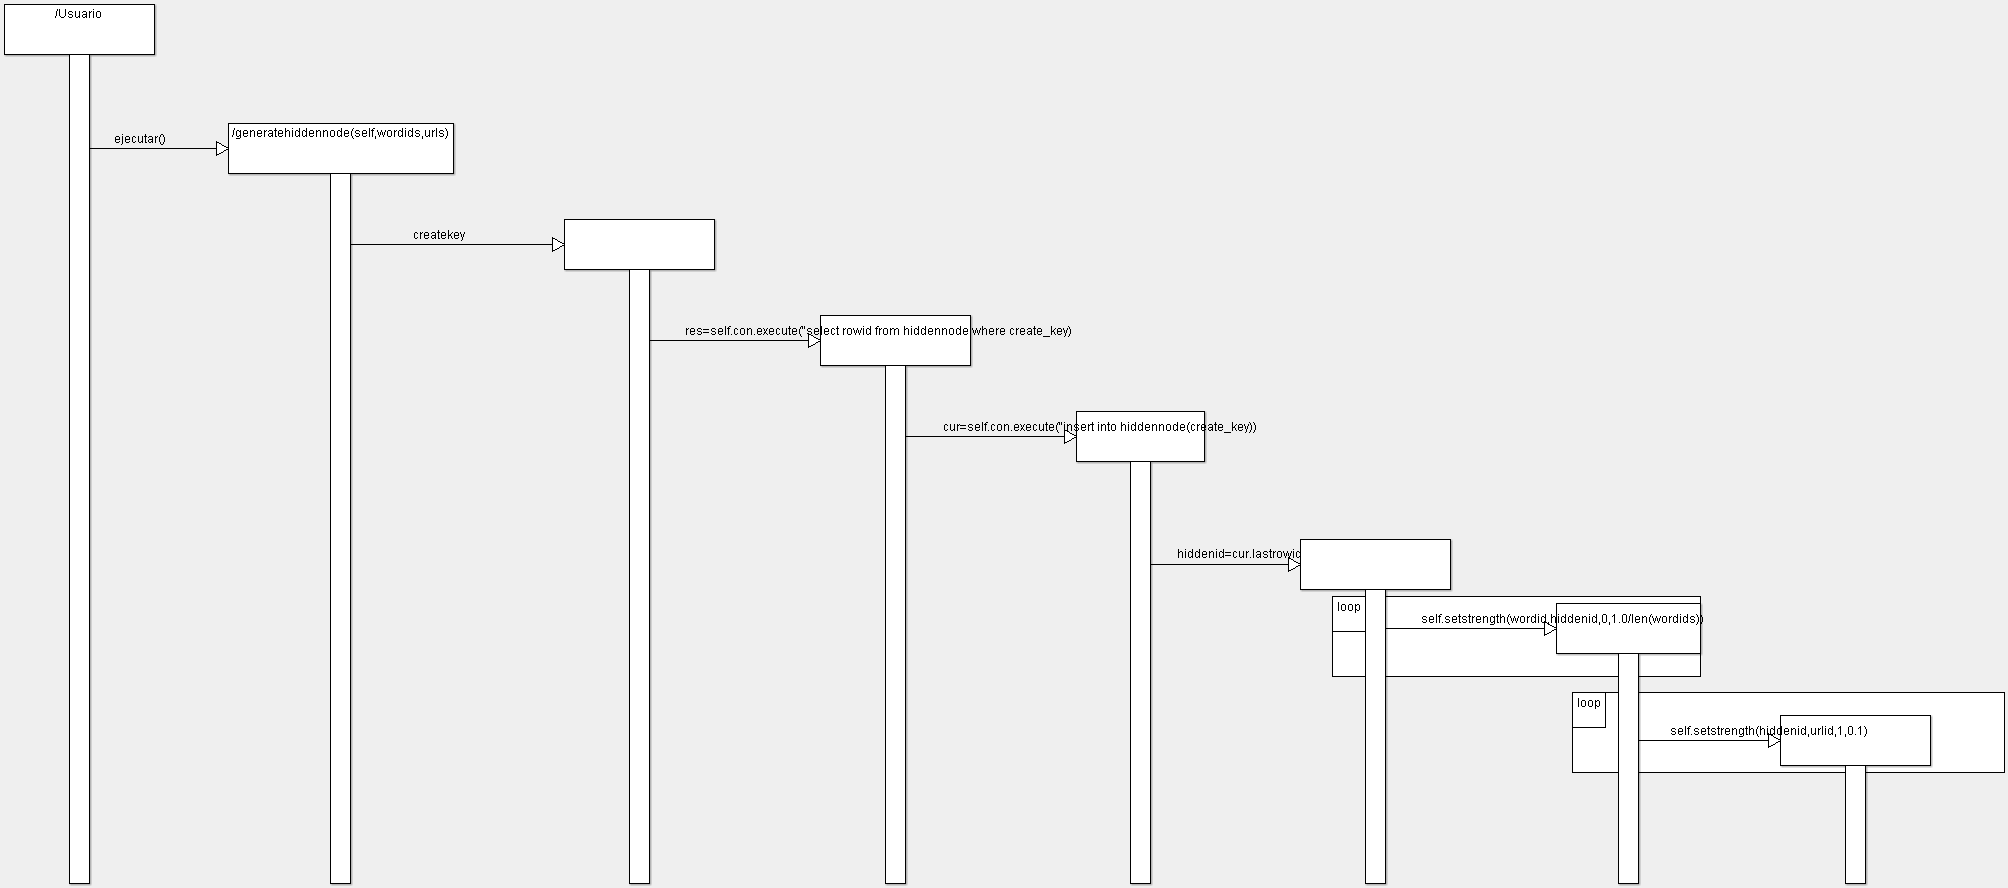 /Usuario
ejecutar()
/generatehiddennode(self,wordids,urls)
createkey
res=self.con.execute("select rowid from hiddennode where create_key)
cur=self.con.execute("insert into hiddennode(create_key))
hiddenid=cur.lastrowid
loop
self.setstrength(wordid,hiddenid,0,1.0/len(wordids))
loop
self.setstrength(hiddenid,urlid,1,0.1)